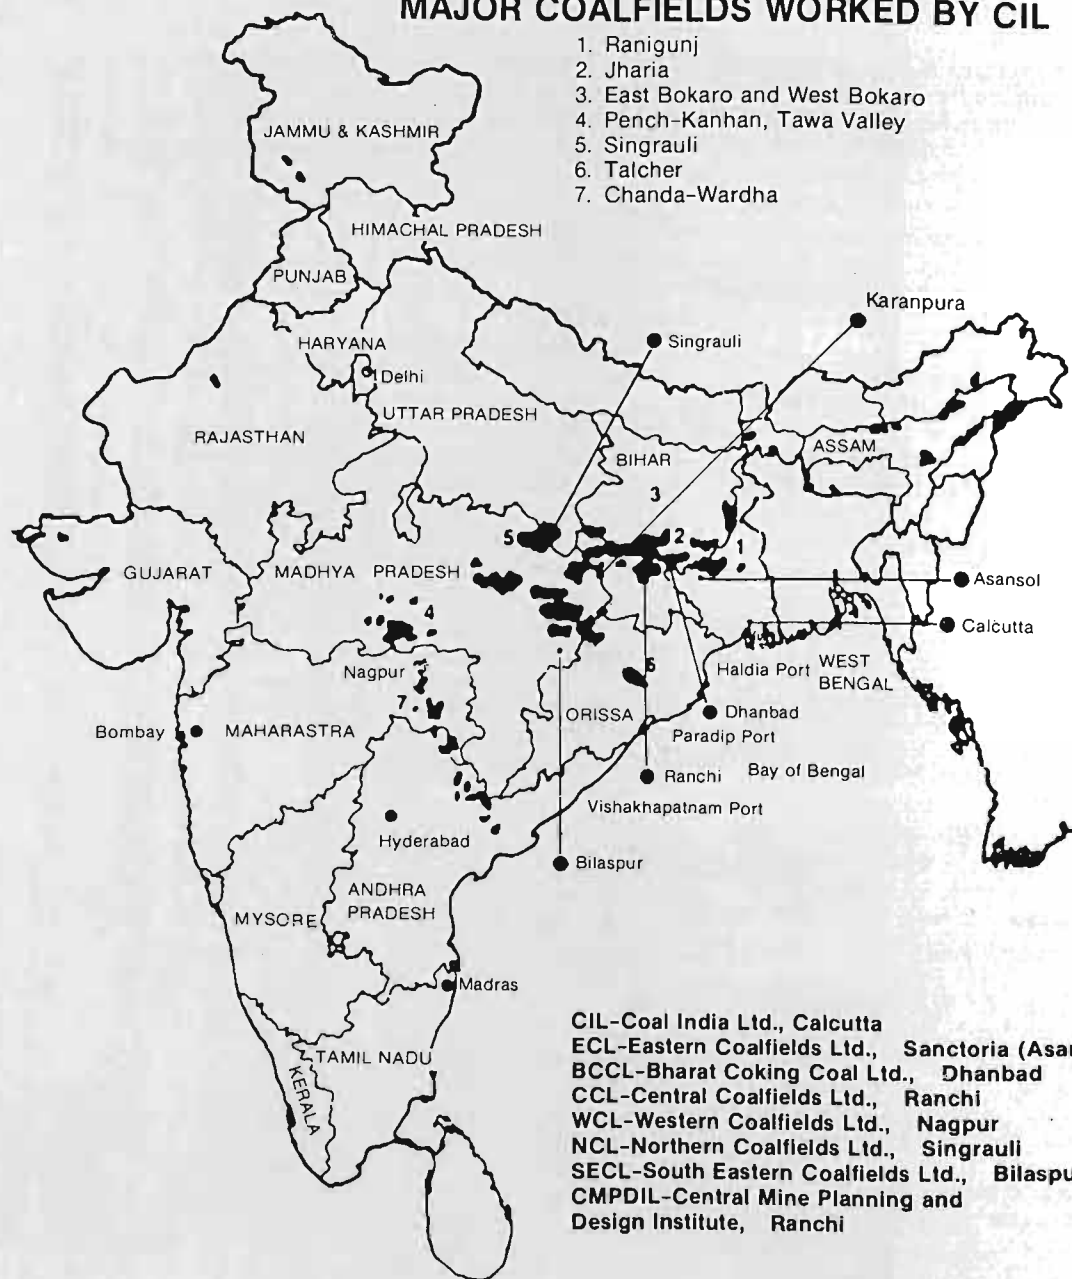 MAJOR COALFIELDS WORKED BY CIL
1. Ranigunj
2. Jharia
3. East Bokaro and West Bokaro
4. Pench-Kanhan, Tawa Valley
5. Singrauli
6. Talcher
7. Chanda-Wardha
JAMMU & KASHMIR
HIMACHAL PRADESH
PUNJAB
Karanpura
HARYANA
Singrauli
Delhi
UTTAR PRADESH
RAJASTHAN
BIHAR
ASSAM
3
5
2
1
GUJARAT
MADHYA PRADESH
Asansol
4
Calcutta
Nagpur
6
Haldia Port
WEST
BENGAL
7
ORISSA
Dhanbad
Bombay
MAHARASTRA
Paradip Port
Ranchi
Bay of Bengal
Vishakhapatnam Port
Hyderabad
Bilaspur
ANDHRA
PRADESH
MYSORE
Madras
TAMIL NADU
KERALA
CIL-Coal India Ltd., Calcutta
ECL-Eastern Coalfields Ltd., Sanctoria (Asan
BCCL-Bharat Coking Coal Ltd., Dhanbad
CCL-Central Coalfields Ltd., Ranchi
WCL-Western Coalfields Ltd., Nagpur
NCL-Northern Coalfields Ltd., Singrauli
SECL-South Eastern Coalfields Ltd., Bilaspu
CMPDIL-Central Mine Planning and
Design Institute, Ranchi